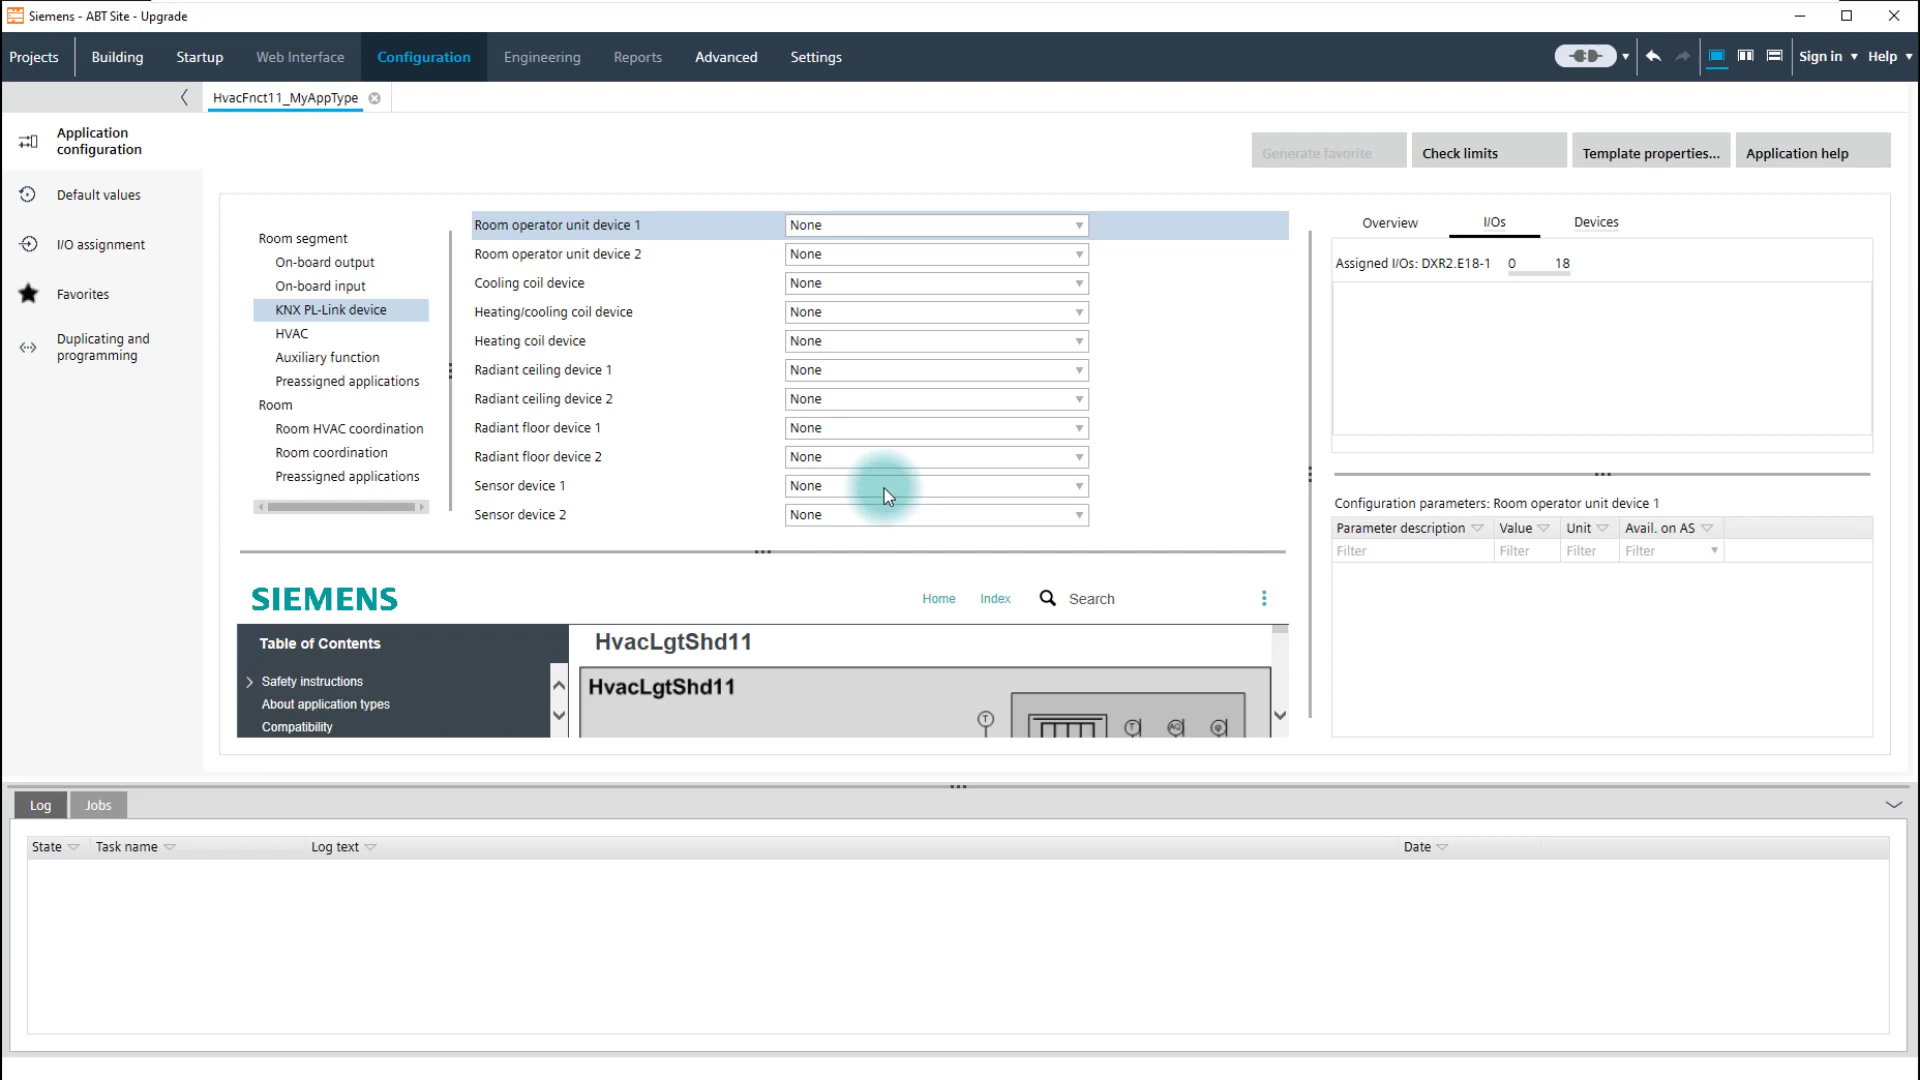 Siemens - ABT Site - Upgrade
Projects
Building
Startup
Web Interface
Configuration
Engineering
Reports
Advanced
Settings
Sign in
Help
HvacFnct11_MyAppType
Application
configuration
Default values
I/O assignment
Favorites
Duplicating and
programming
Generate favorite
Check limits
Template properties...
Application help
Room segment
On-board output
On-board input
KNX PL-Link device
HVAC
Auxiliary function
Preassigned applications
Room
Room HVAC coordination
Room coordination
Preassigned applications
Room operator unit device 1 None
Room operator unit device 2 None
Cooling coil device None
Heating/cooling coil device None
Heating coil device None
Radiant ceiling device 1 None
Radiant ceiling device 2 None
Radiant floor device 1 None
Radiant floor device 2 None
Sensor device 1 None
Sensor device 2 None
Overview
I/Os
Devices
Assigned I/Os: DXR2.E18-1 0 18
Configuration parameters: Room operator unit device 1
Parameter description Value Unit Avail. on AS
Filter Filter Filter Filter
SIEMENS
Home
Index
Search
Table of Contents
Safety instructions
About application types
Compatibility
HvacLgtShd11
HvacLgtShd11
T
T AQ φ
Log
Jobs
State Task name Log text Date